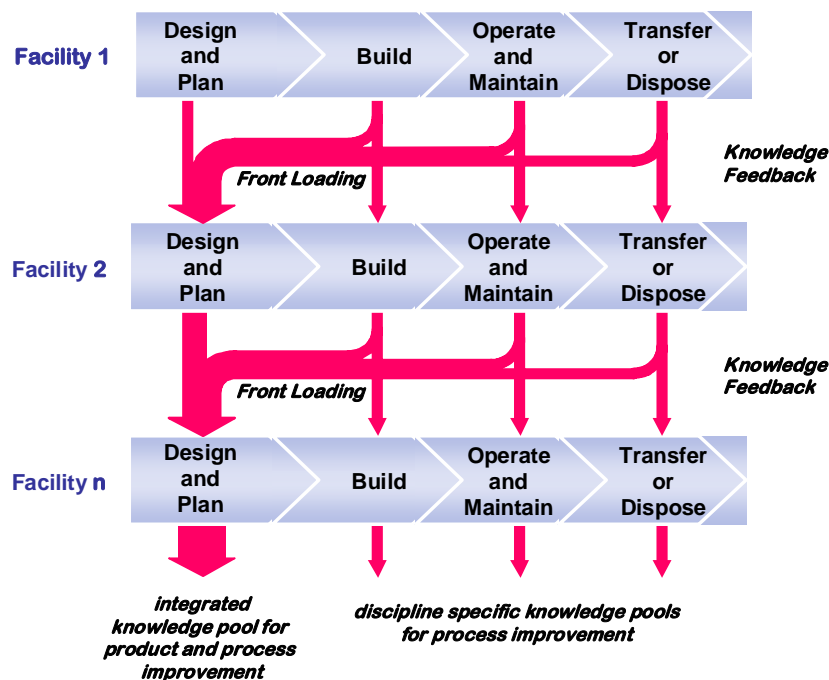 Facility 1
Design
and
Plan
Build
Operate
and
Maintain
Transfer
or
Dispose
Front Loading
Knowledge
Feedback
Facility 2
Design
and
Plan
Build
Operate
and
Maintain
Transfer
or
Dispose
Front Loading
Knowledge
Feedback
Facility n
Design
and
Plan
Build
Operate
and
Maintain
Transfer
or
Dispose
integrated
knowledge pool for
product and process
improvement
discipline specific knowledge pools
for process improvement